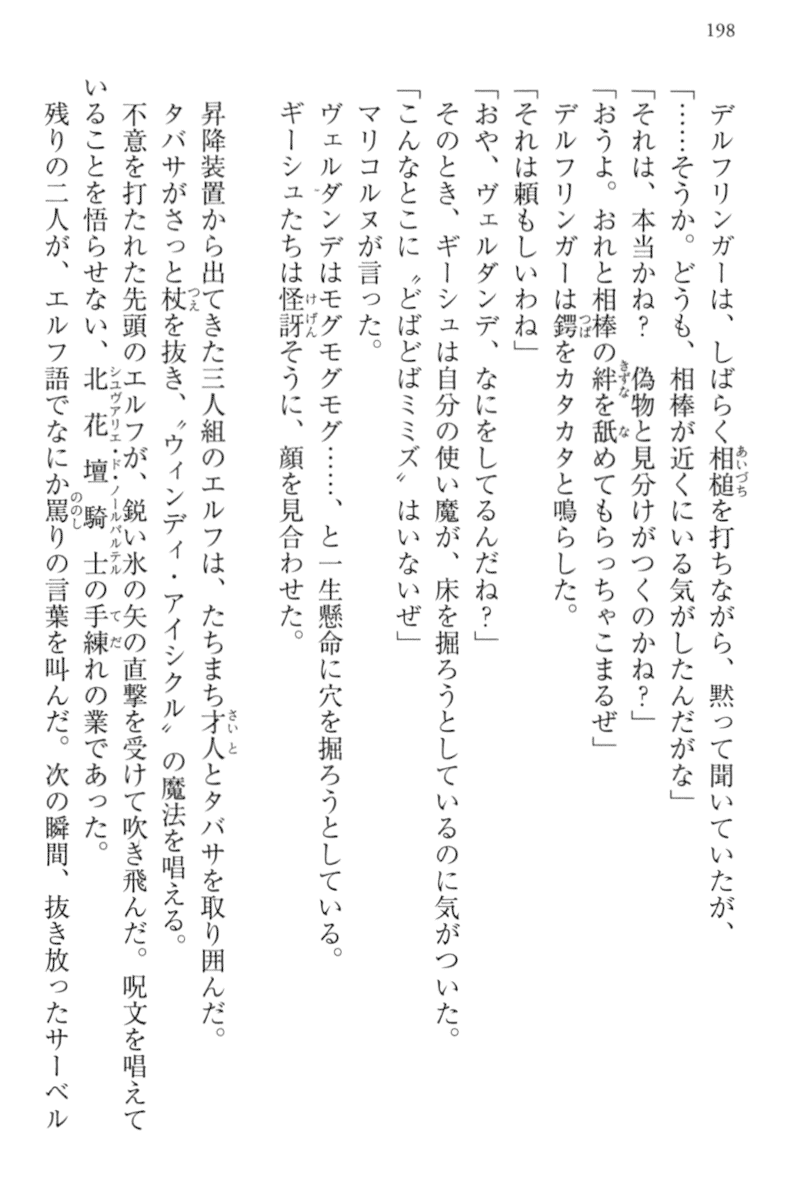 198
デルフリンガーは、しばらく相槌を打ちながら、黙って聞いていたが、
「……そうか。どうも、相棒が近くにいる気がしたんだがな」
「それは、本当かね？　偽物と見分けがつくのかね？」
「おうよ。おれと相棒の絆を舐めてもらっちゃこまるぜ」
デルフリンガーは鍔をカタカタと鳴らした。
「それは頼もしいわね」
「おや、ヴェルダンデ、なにをしてるんだね？」
そのとき、ギーシュは自分の使い魔が、床を掘ろうとしているのに気がついた。
「こんなとこに〝どばどばミミズ〟はいないぜ」
マリコルヌが言った。
ヴェルダンデはモグモグモグ……、と一生懸命に穴を掘ろうとしている。
ギーシュたちは怪訝そうに、顔を見合わせた。
昇降装置から出てきた三人組のエルフは、たちまち才人とタバサを取り囲んだ。
タバサがさっと杖を抜き、〝ウィンディ・アイシクル〟の魔法を唱える。
不意を打たれた先頭のエルフが、鋭い氷の矢の直撃を受けて吹き飛んだ。呪文を唱えて
いることを悟らせない、北花壇騎士の手練れの業であった。
残りの二人が、エルフ語でなにか罵りの言葉を叫んだ。次の瞬間、抜き放ったサーベル